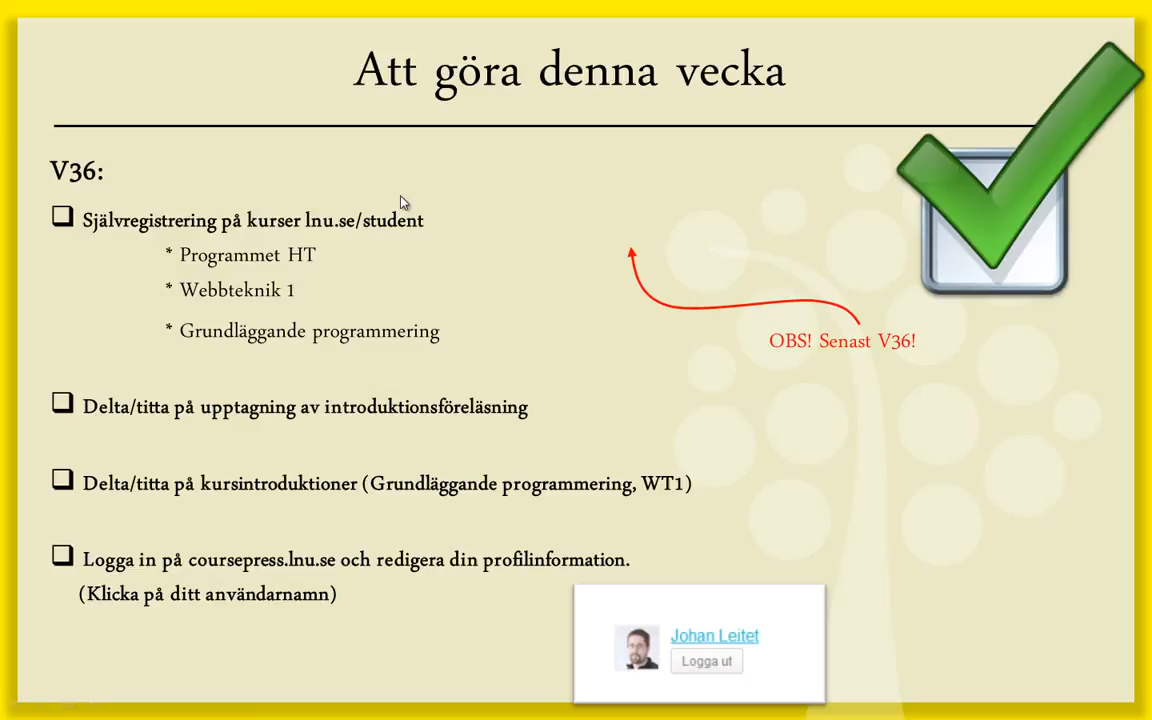 Att göra denna vecka
V36:
Självregistrering på kurser lnu.se/student
* Programmet HT
* Webbteknik 1
* Grundläggande programmering
OBS! Senast V36!
Delta/titta på upptagning av introduktionsföreläsning
Delta/titta på kursintroduktioner (Grundläggande programmering, WT1)
Logga in på coursepress.lnu.se och redigera din profilinformation.
(Klicka på ditt användarnamn)
Johan Leitet
Logga ut